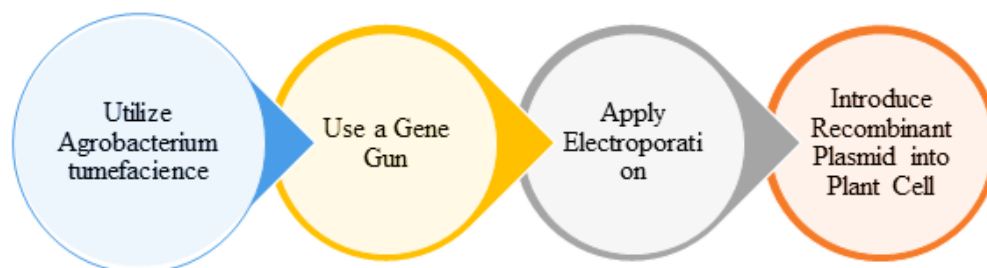 Utilize
Agrobacterium
tumefacience
Use a Gene
Gun
Apply
Electroporati
on
Introduce
Recombinant
Plasmid into
Plant Cell